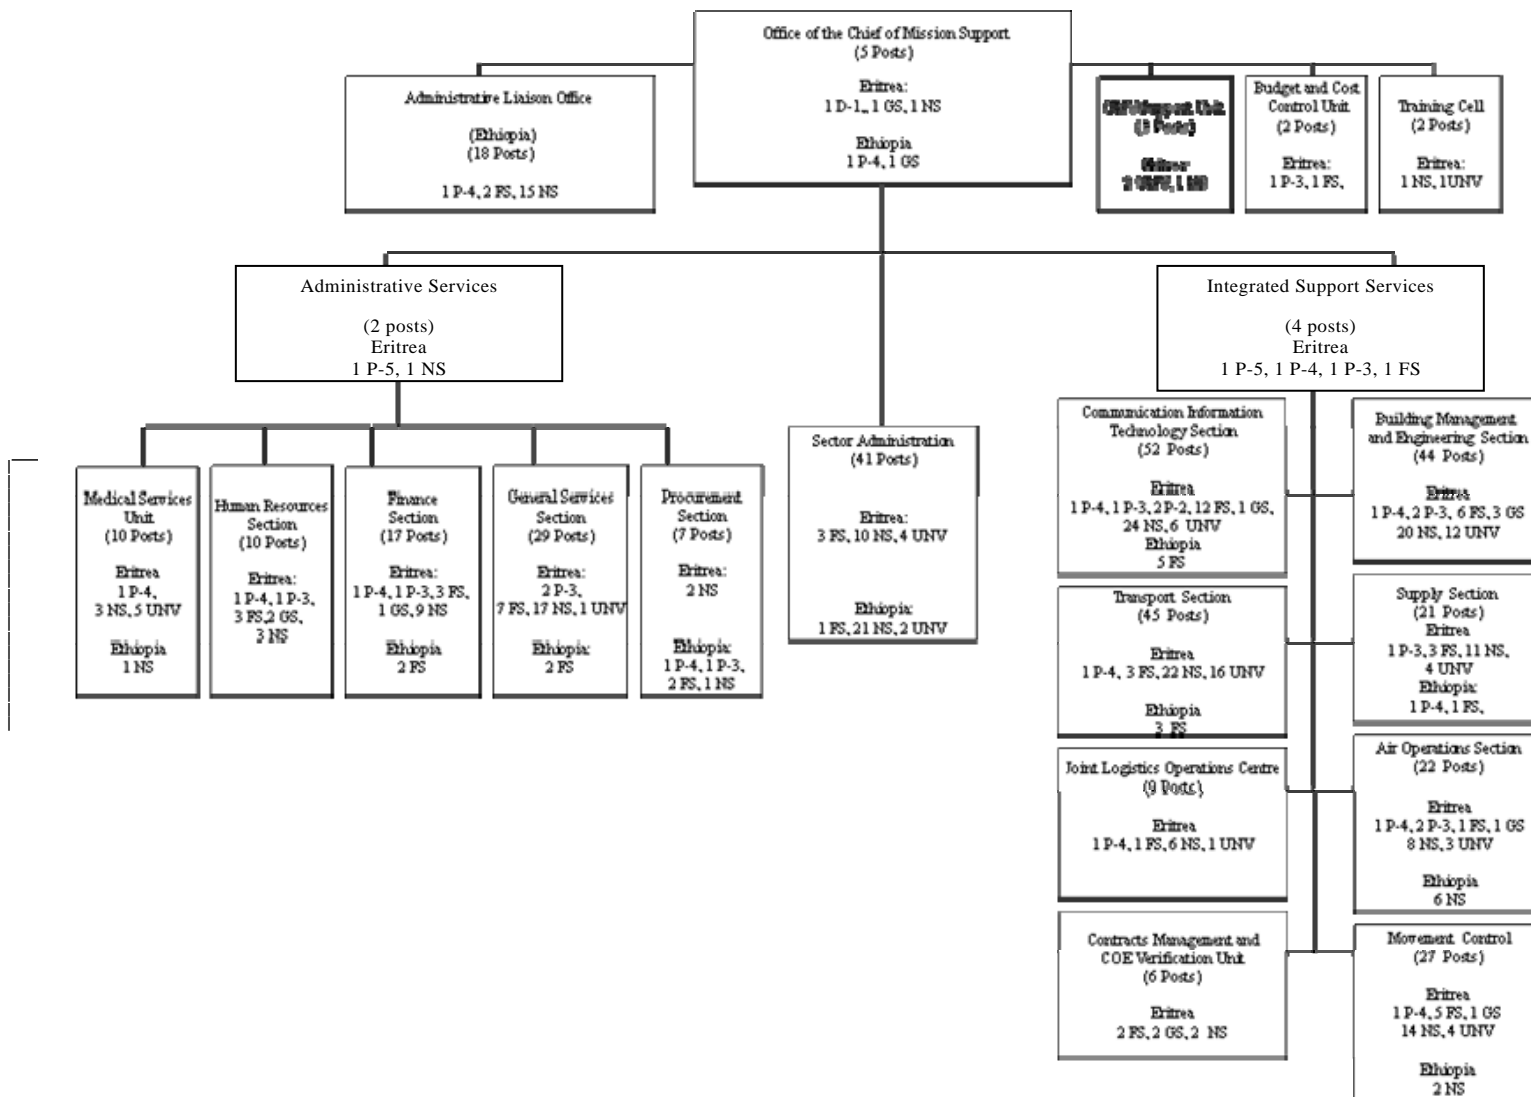 Office of the Chief of Mission Support
(5 Posts)
Eritrea:
1 D-1,, 1 GS, 1 NS
Ethiopia
1 P-4, 1 GS
Administrative Liaison Office
(Ethiopia)
(18 Posts)
1 P-4, 2 FS, 15 NS
Support Unit
(3 Posts)
Eritrea:
2 UNV, 1
Budget and Cost
Control Unit
(2 Posts)
Eritrea:
1 P-3, 1 FS,
Training Cell
(2 Posts)
Eritrea:
1 NS, 1UNV
Administrative Services
(2 posts)
Eritrea
1 P-5, 1 NS
Integrated Support Services
(4 posts)
Eritrea
1 P-5, 1 P-4, 1 P-3, 1 FS
Medical Services
Unit
(10 Posts)
Eritrea
1 P-4,
3 NS, 5 UNV
Ethiopia
1 NS
Human Resources
Section
(10 Posts)
Eritrea:
1 P-4, 1 P-3,
3 FS,2 GS,
3 NS
Finance
Section
(17 Posts)
Eritrea:
1 P-4, 1 P-3,3 FS,
1 GS, 9 NS
Ethiopia
2 FS
General Services
Section
(29 Posts)
Eritrea:
2 P-3,
7 FS, 17 NS, 1 UNV
Ethiopia:
2 FS
Procurement
Section
(7 Posts)
Eritrea:
2 NS
Ethiopia:
1 P-4, 1 P-3,
2 FS, 1 NS
Sector Administration
(41 Posts)
Eritrea:
3 FS, 10 NS, 4 UNV
Ethiopia:
1 FS, 21 NS, 2 UNV
Communication Information
Technology Section
(52 Posts)
Eritrea
1 P-4, 1 P-3, 2 P-2, 12 FS, 1 GS,
24 NS, 6 UNV
Ethiopia
5 FS
Building Management
and Engineering Section
(44 Posts)
Eritrea
1 P-4, 2 P-3, 6 FS, 3 GS
20 NS, 12 UNV
Transport Section
(45 Posts)
Eritrea
1 P-4, 3 FS, 22 NS, 16 UNV
Ethiopia
3 FS
Supply Section
(21 Posts)
Eritrea
1 P-3, 3 FS, 11 NS,
4 UNV
Ethiopia:
1 P-4, 1 FS,
Joint Logistics Operations Centre
(9 Posts)
Eritrea
1 P-4, 1 FS, 6 NS, 1 UNV
Air Operations Section
(22 Posts)
Eritrea
1 P-4, 2 P-3, 1 FS, 1 GS
8 NS, 3 UNV
Ethiopia
6 NS
Contracts Management and
COE Verification Unit
(6 Posts)
Eritrea
2 FS, 2 GS, 2 NS
Movement Control
(27 Posts)
Eritrea
1 P-4, 5 FS, 1 GS
14 NS, 4 UNV
Ethiopia
2 NS